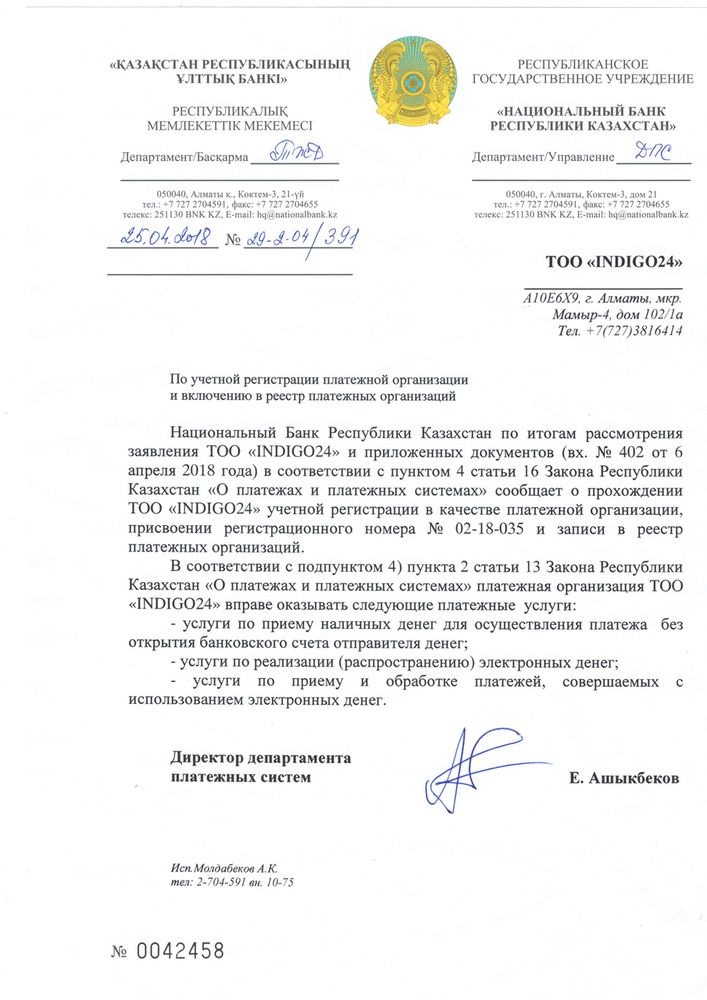 «ҚАЗАҚСТАН РЕСПУБЛИКАСЫНЫҢ
ҰЛТТЫҚ БАНКІ»
РЕСПУБЛИКАЛЫҚ
МЕМЛЕКЕТТІК МЕКЕМЕСІ
Департамент/Басқарма ТЖД
050040, Алматы қ., Көктем-3, 21-үй
тел.: +7 727 2704591, факс: +7 727 2704655
телекс: 251130 BNK KZ, E-mail: hq@nationalbank.kz
25.04.2018 № 29-2-04/391
РЕСПУБЛИКАНСКОЕ
ГОСУДАРСТВЕННОЕ УЧРЕЖДЕНИЕ
«НАЦИОНАЛЬНЫЙ БАНК
РЕСПУБЛИКИ КАЗАХСТАН»
Департамент/Управление ДПС
050040, г. Алматы, Коктем-3, дом 21
тел.: +7 727 2704591, факс: +7 727 2704655
телекс: 251130 BNK KZ, E-mail: hq@nationalbank.kz
ТОО «INDIGO24»
A10E6X9, г. Алматы, мкр.
Мамыр-4, дом 102/1а
Тел. +7(727)3816414
По учетной регистрации платежной организации
и включению в реестр платежных организаций
Национальный Банк Республики Казахстан по итогам рассмотрения
заявления ТОО «INDIGO24» и приложенных документов (вх. № 402 от 6
апреля 2018 года) в соответствии с пунктом 4 статьи 16 Закона Республики
Казахстан «О платежах и платежных системах» сообщает о прохождении
ТОО «INDIGO24» учетной регистрации в качестве платежной организации,
присвоении регистрационного номера № 02-18-035 и записи в реестр
платежных организаций.
В соответствии с подпунктом 4) пункта 2 статьи 13 Закона Республики
Казахстан «О платежах и платежных системах» платежная организация ТОО
«INDIGO24» вправе оказывать следующие платежные услуги:
- услуги по приему наличных денег для осуществления платежа без
открытия банковского счета отправителя денег;
- услуги по реализации (распространению) электронных денег;
- услуги по приему и обработке платежей, совершаемых с
использованием электронных денег.
Директор департамента
платежных систем
Е. Ашыкбеков
Исп.Молдабеков А.К.
тел: 2-704-591 вн. 10-75
№ 0042458